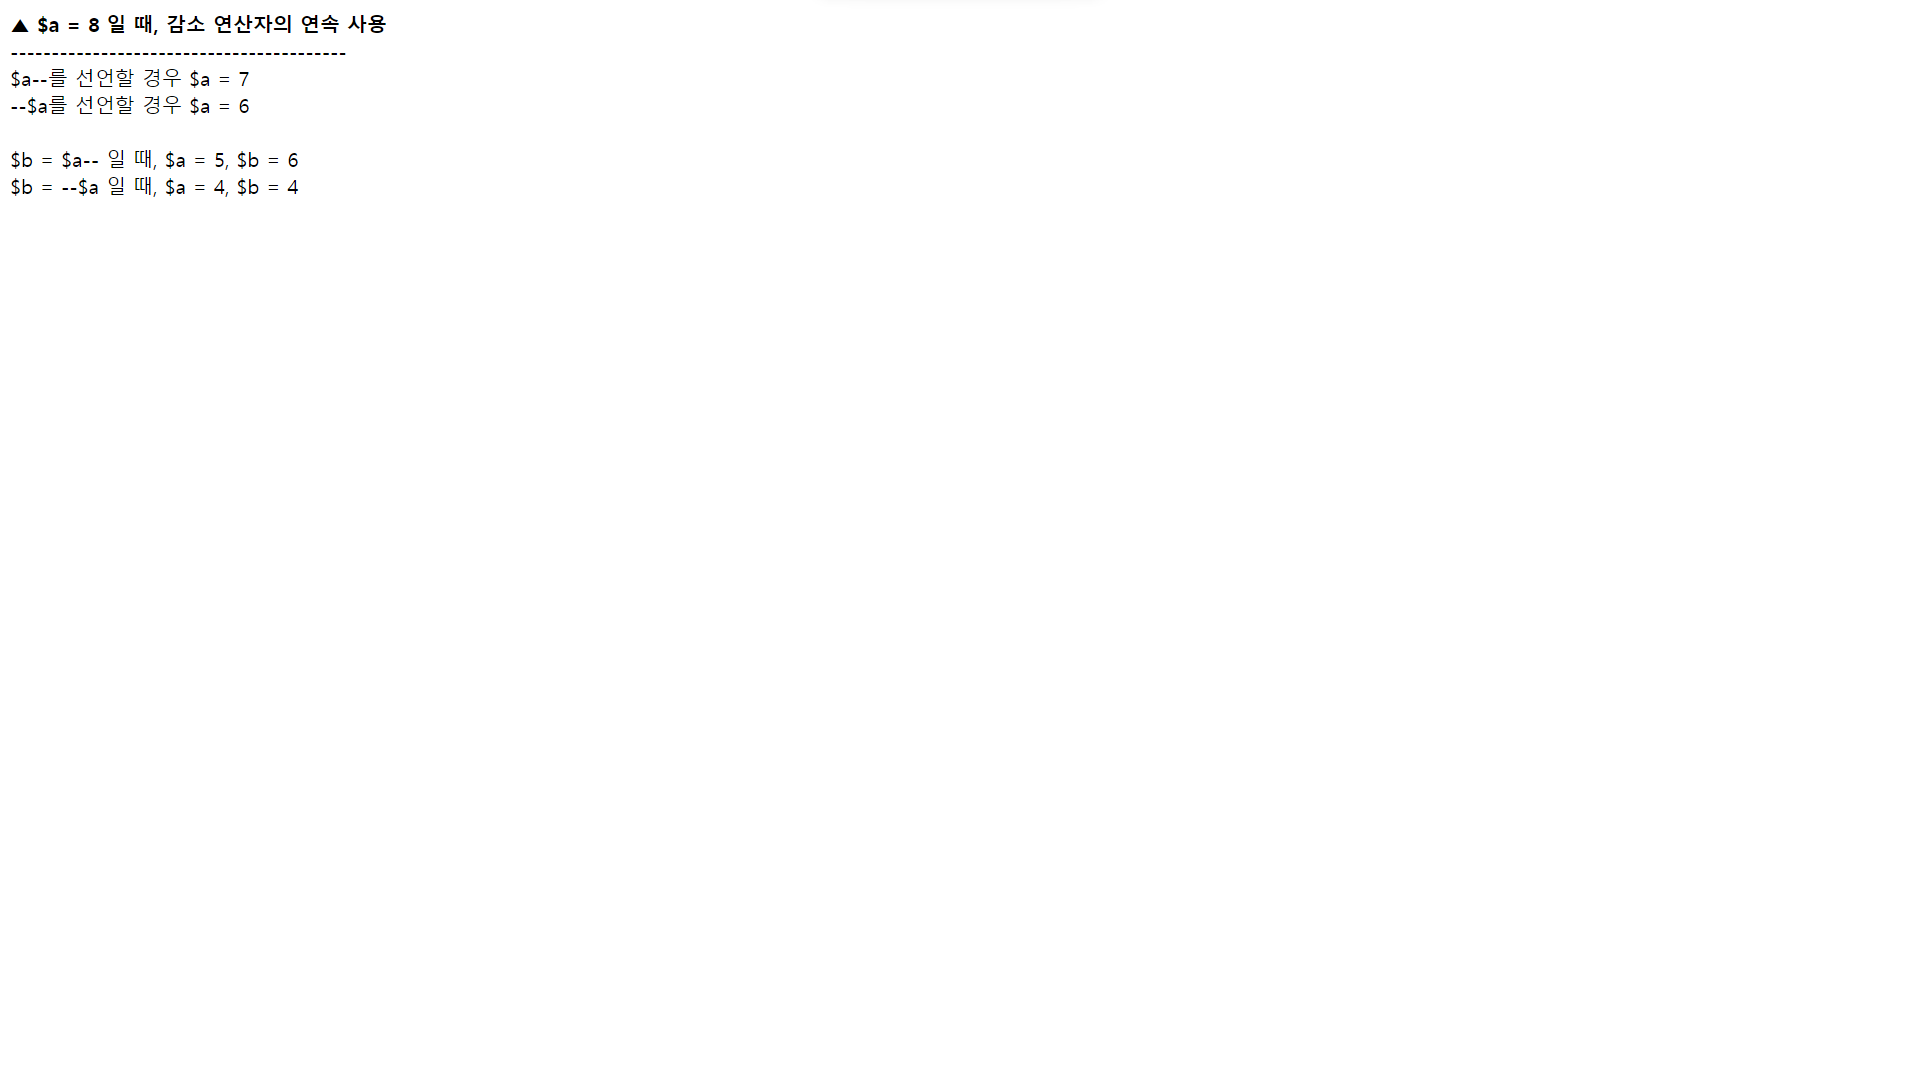 ▲ $a = 8 일 때, 감소 연산자의 연속 사용
-----------------------------------------
$a--를 선언할 경우 $a = 7
--$a를 선언할 경우 $a = 6
$b = $a-- 일 때, $a = 5, $b = 6
$b = --$a 일 때, $a = 4, $b = 4